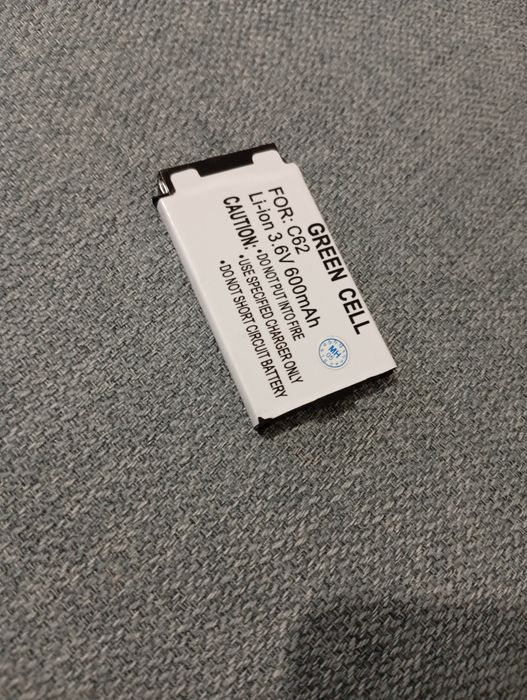 GREEN CELL
FOR: C62
Li-ion 3.6V 600mAh
CAUTION: •DO NOT PUT INTO FIRE
•USE SPECIFIED CHARGER ONLY
•DO NOT SHORT CIRCUIT BATTERY
MH